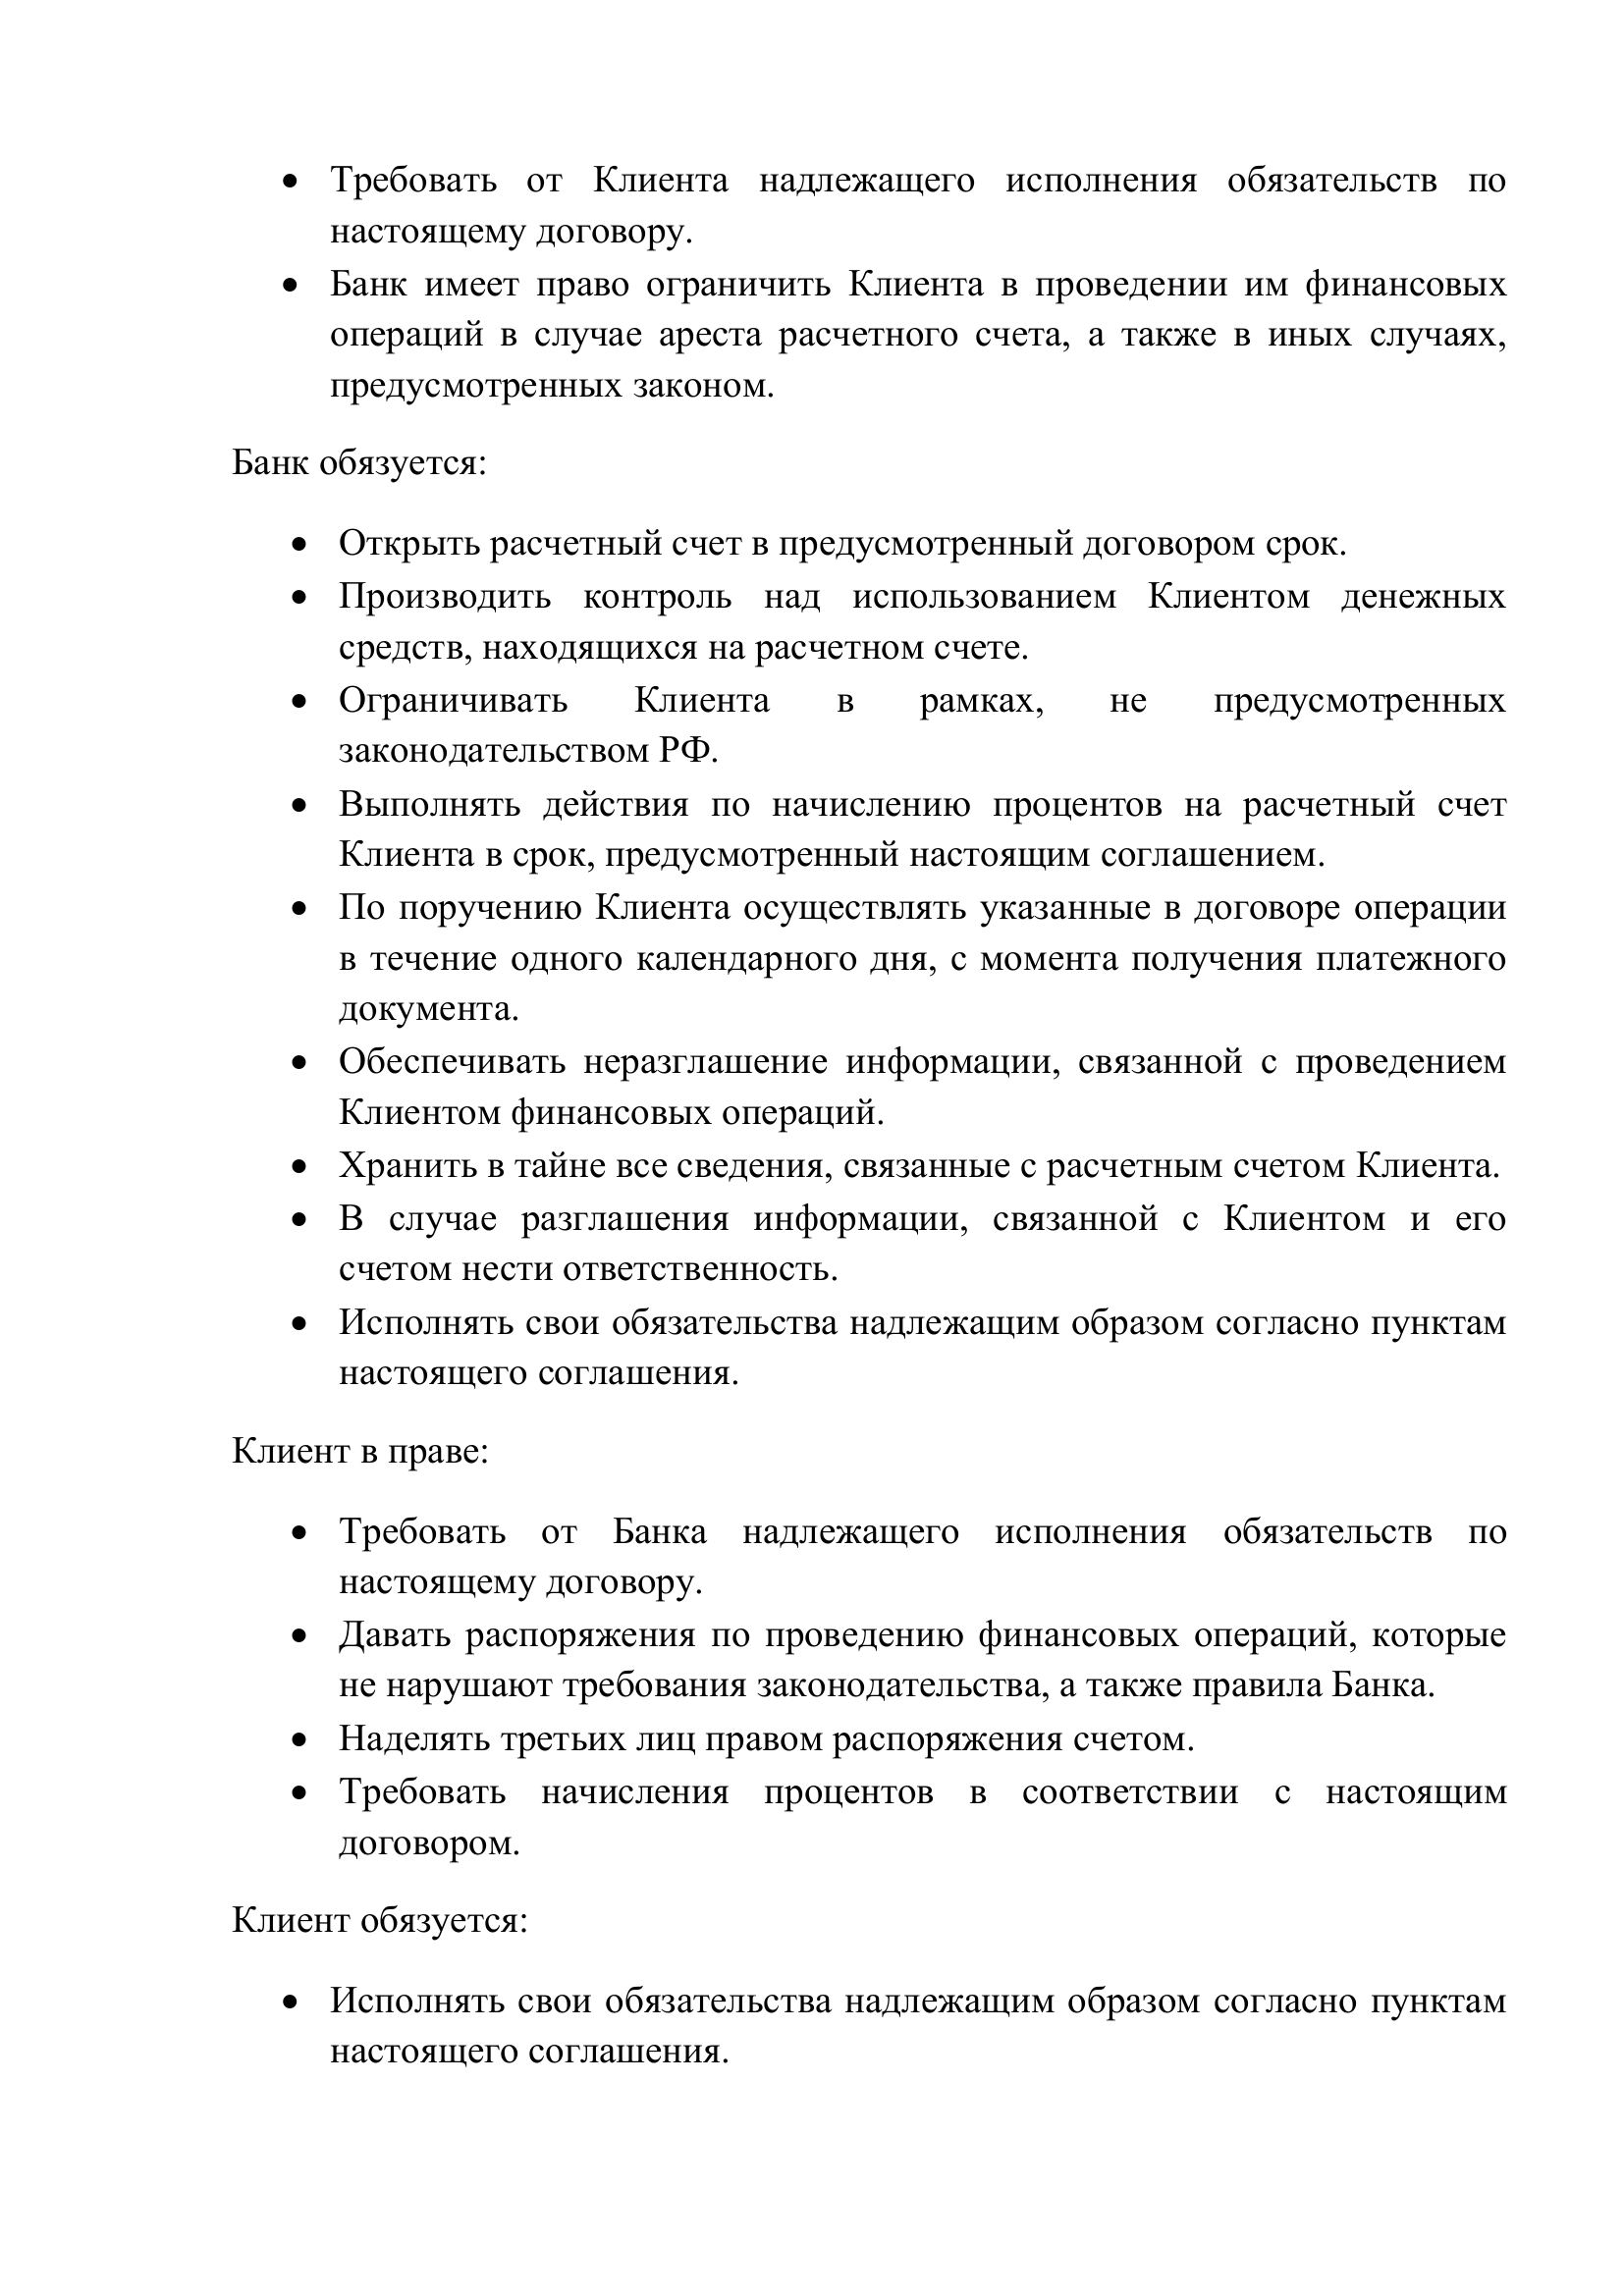 • Требовать от Клиента надлежащего исполнения обязательств по
настоящему договору.
• Банк имеет право ограничить Клиента в проведении им финансовых
операций в случае ареста расчетного счета, а также в иных случаях,
предусмотренных законом.
Банк обязуется:
• Открыть расчетный счет в предусмотренный договором срок.
• Производить контроль над использованием Клиентом денежных
средств, находящихся на расчетном счете.
• Ограничивать Клиента в рамках, не предусмотренных
законодательством РФ.
• Выполнять действия по начислению процентов на расчетный счет
Клиента в срок, предусмотренный настоящим соглашением.
• По поручению Клиента осуществлять указанные в договоре операции
в течение одного календарного дня, с момента получения платежного
документа.
• Обеспечивать неразглашение информации, связанной с проведением
Клиентом финансовых операций.
• Хранить в тайне все сведения, связанные с расчетным счетом Клиента.
• В случае разглашения информации, связанной с Клиентом и его
счетом нести ответственность.
• Исполнять свои обязательства надлежащим образом согласно пунктам
настоящего соглашения.
Клиент в праве:
• Требовать от Банка надлежащего исполнения обязательств по
настоящему договору.
• Давать распоряжения по проведению финансовых операций, которые
не нарушают требования законодательства, а также правила Банка.
• Наделять третьих лиц правом распоряжения счетом.
• Требовать начисления процентов в соответствии с настоящим
договором.
Клиент обязуется:
• Исполнять свои обязательства надлежащим образом согласно пунктам
настоящего соглашения.